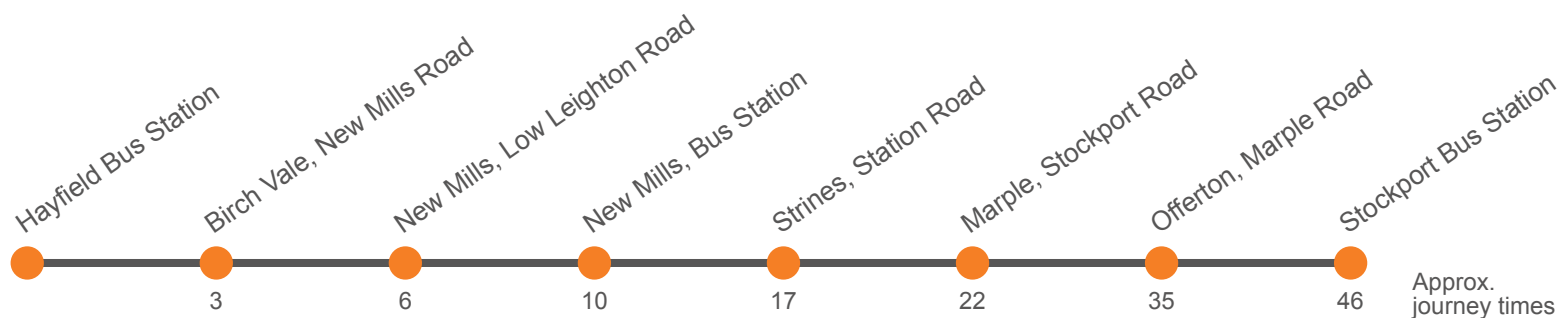 Hayfield Bus Station
Birch Vale, New Mills Road
New Mills, Low Leighton Road
New Mills, Bus Station
Strines, Station Road
Marple, Stockport Road
Offerton, Marple Road
Stockport Bus Station
3
6
10
17
22
35
46
Approx.
journey times